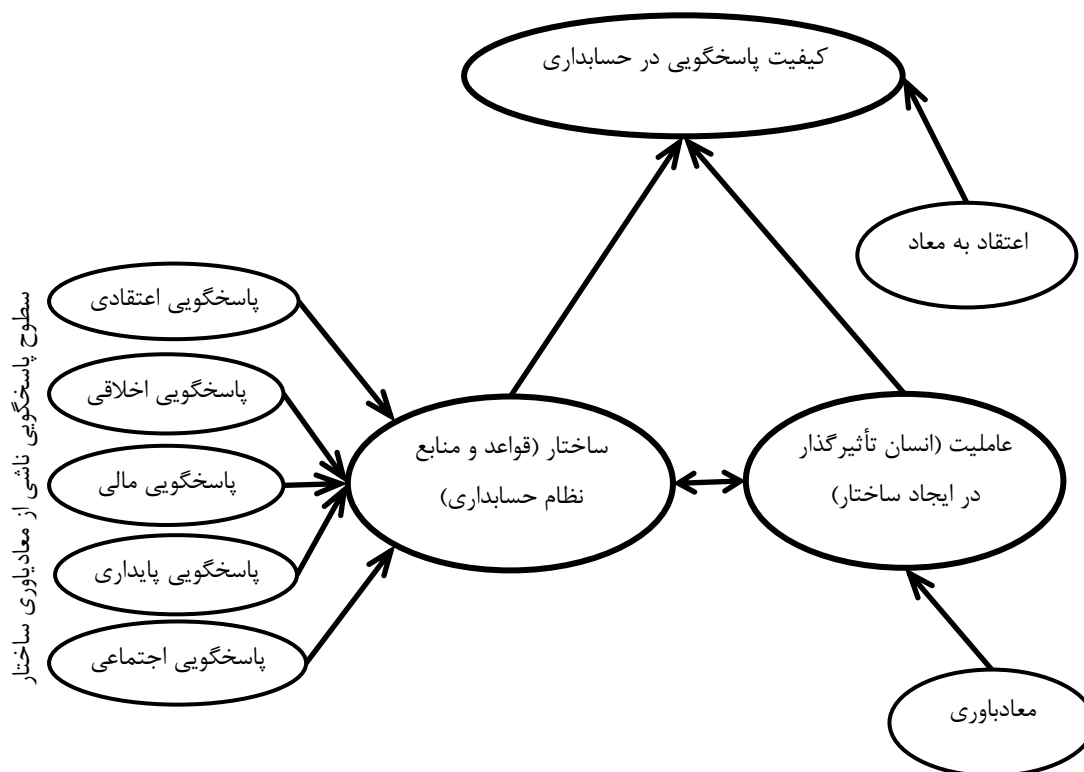 کیفیت پاسخگویی در حسابداری
اعتقاد به معاد
پاسخگویی اعتقادی
پاسخگویی اخلاقی
پاسخگویی مالی
پاسخگویی پایداری
پاسخگویی اجتماعی
سطوح پاسخگویی ناشی از معادباوری ساختار
ساختار (قواعد و منابع
نظام حسابداری)
عاملیت (انسان تأثیرگذار
در ایجاد ساختار)
معادباوری